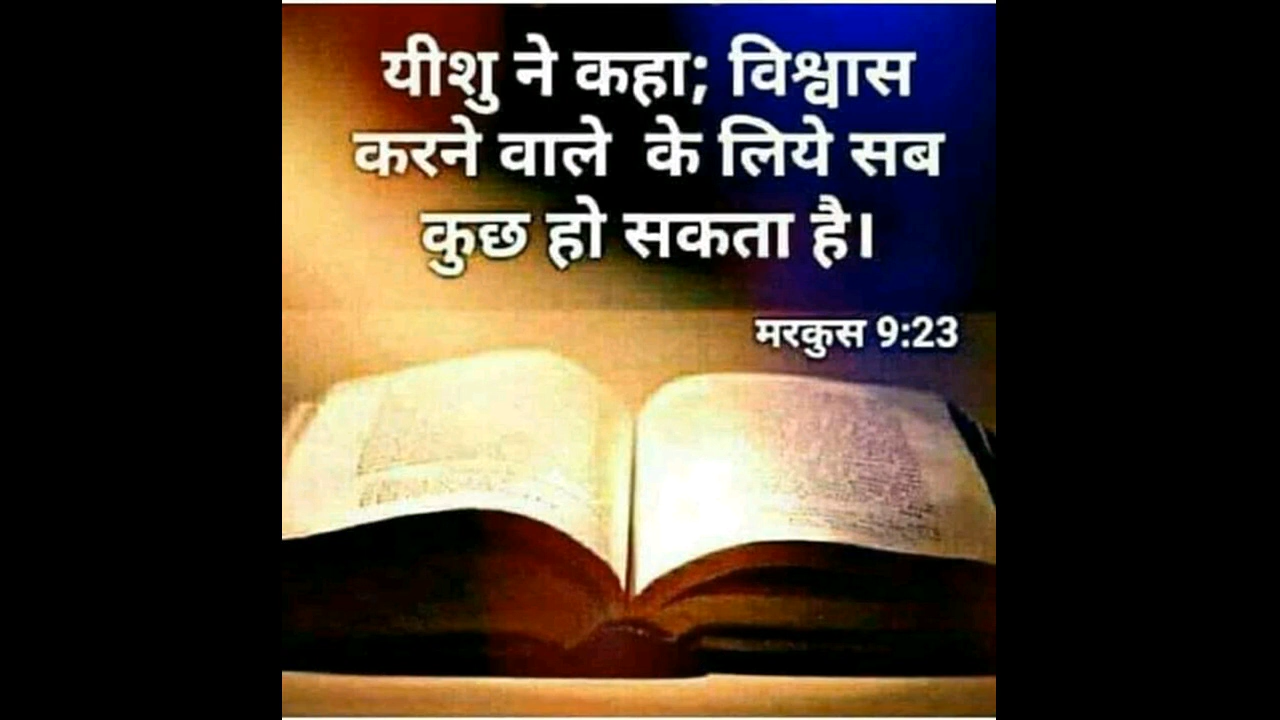 यीशु ने कहा; विश्वास
करने वाले के लिये सब
कुछ हो सकता है।
मरकुस 9:23